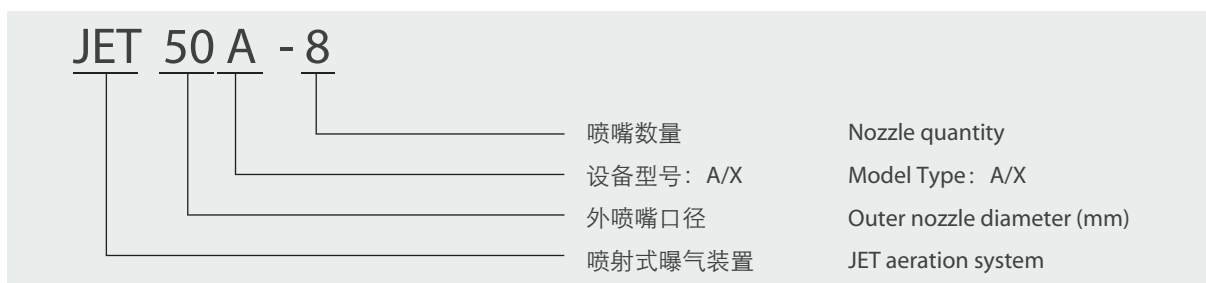 JET 50 A - 8
喷嘴数量 Nozzle quantity
设备型号：A/X Model Type：A/X
外喷嘴口径 Outer nozzle diameter (mm)
喷射式曝气装置 JET aeration system